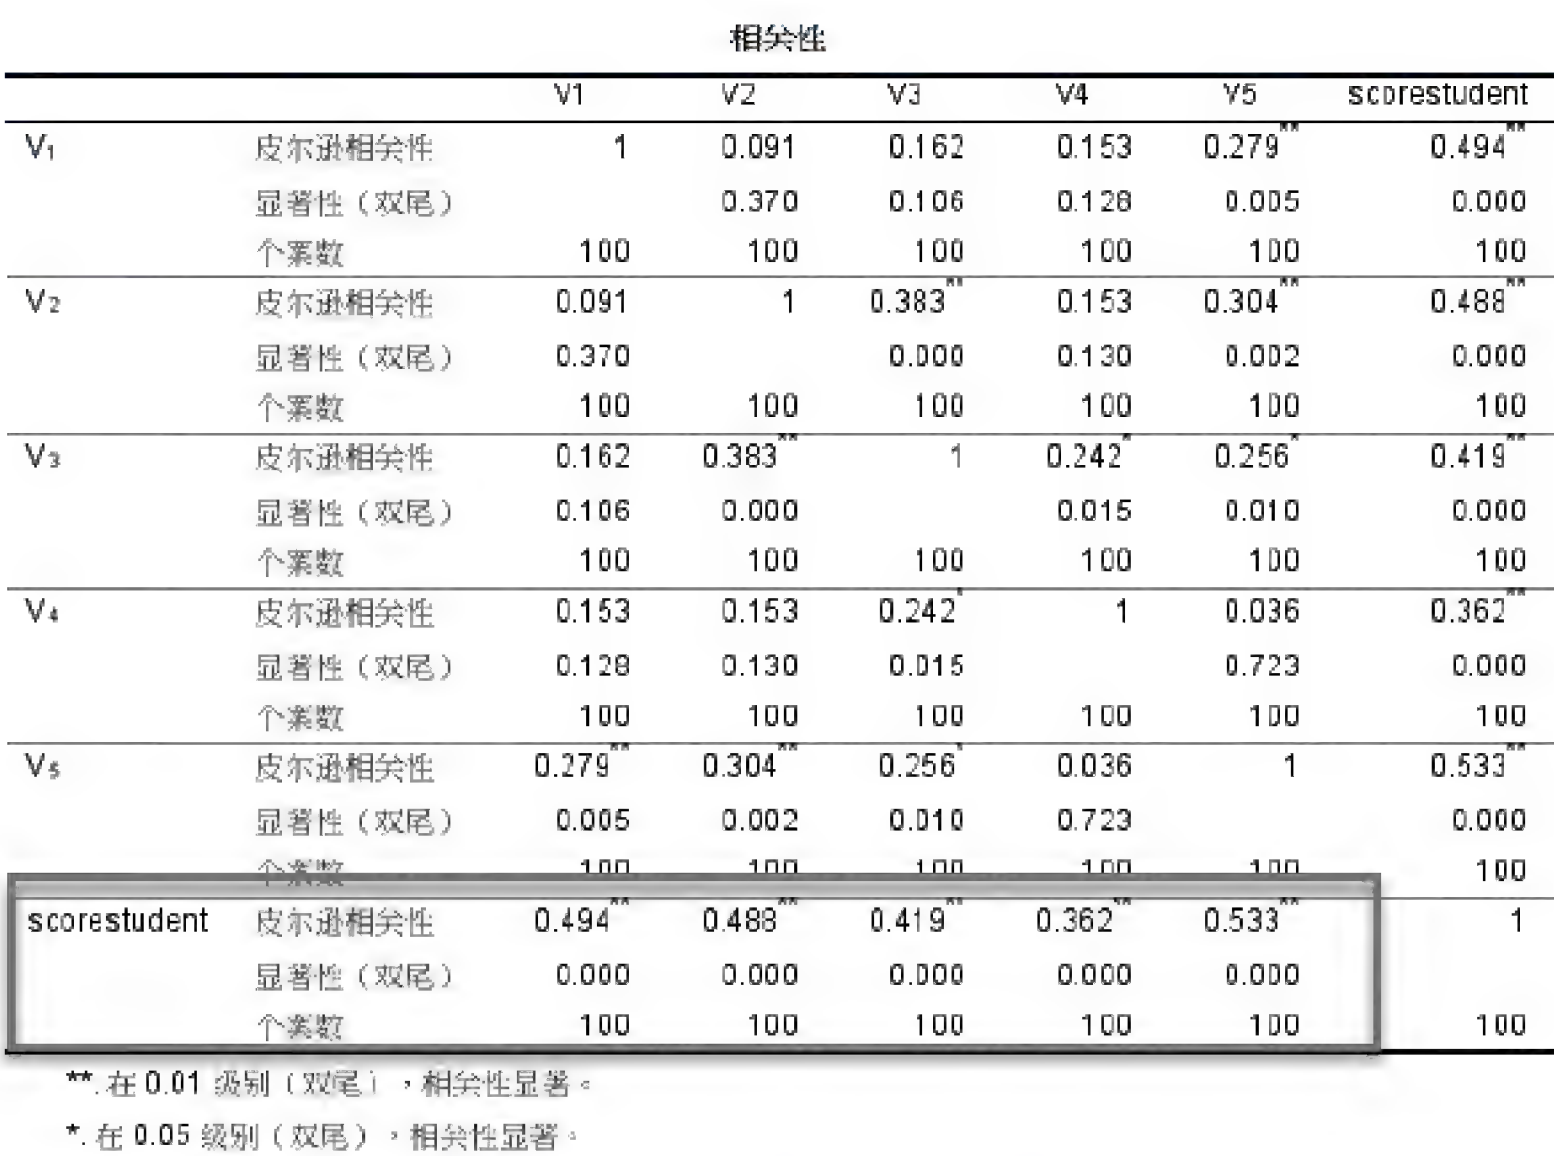 相关性
V1 V2 V3 V4 V5 scorestudent
V1 皮尔逊相关性 1 0.091 0.162 0.153 0.279** 0.494**
显著性（双尾） 0.370 0.106 0.128 0.005 0.000
个案数 100 100 100 100 100 100
V2 皮尔逊相关性 0.091 1 0.383** 0.153 0.304** 0.488**
显著性（双尾） 0.370 0.000 0.130 0.002 0.000
个案数 100 100 100 100 100 100
V3 皮尔逊相关性 0.162 0.383** 1 0.242* 0.256* 0.419**
显著性（双尾） 0.106 0.000 0.015 0.010 0.000
个案数 100 100 100 100 100 100
V4 皮尔逊相关性 0.153 0.153 0.242* 1 0.036 0.362**
显著性（双尾） 0.128 0.130 0.015 0.723 0.000
个案数 100 100 100 100 100 100
V5 皮尔逊相关性 0.279** 0.304** 0.256* 0.036 1 0.533**
显著性（双尾） 0.005 0.002 0.010 0.723 0.000
个案数 100 100 100 100 100 100
scorestudent 皮尔逊相关性 0.494** 0.488** 0.419** 0.362** 0.533** 1
显著性（双尾） 0.000 0.000 0.000 0.000 0.000
个案数 100 100 100 100 100 100
**. 在 0.01 级别（双尾），相关性显著。
*. 在 0.05 级别（双尾），相关性显著。